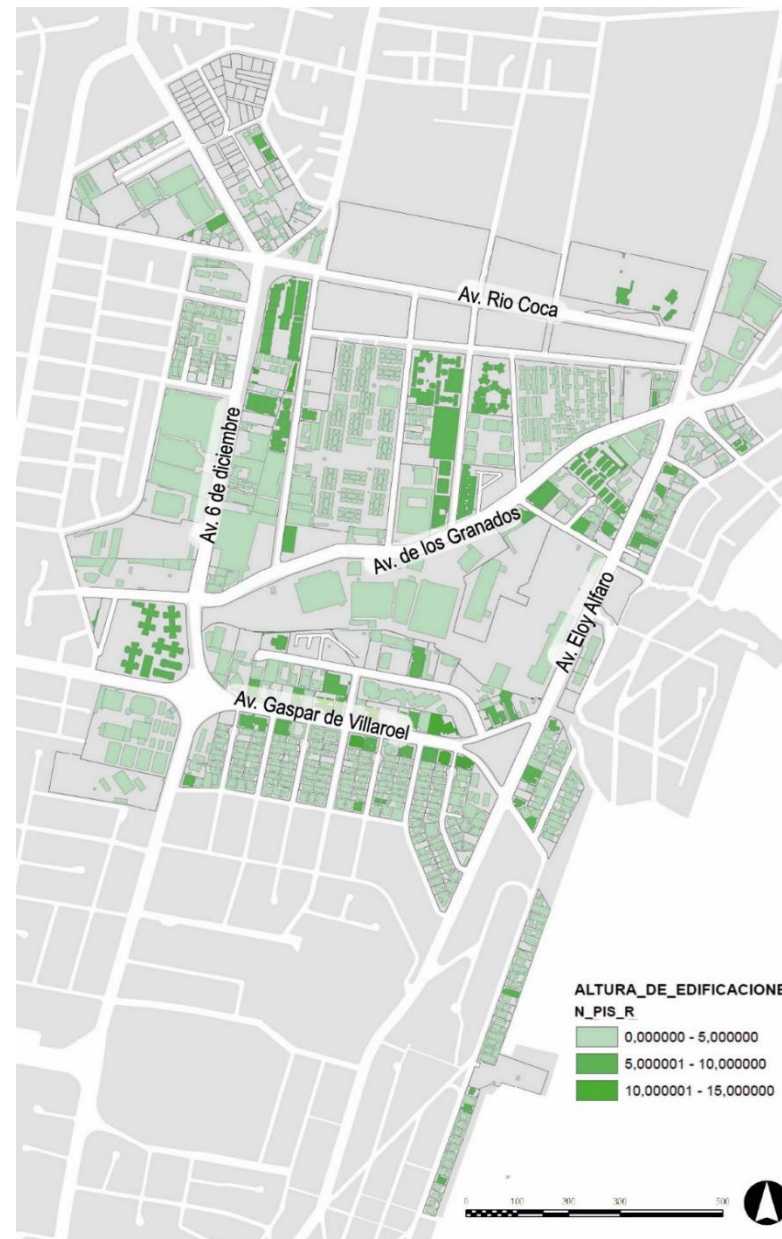 Av. Rio Coca
Av. 6 de diciembre
Av. de los Granados
Av. Eloy Alfaro
Av. Gaspar de Villaroel
ALTURA_DE_EDIFICACIONE
N_PIS_R
0,000000 - 5,000000
5,000001 - 10,000000
10,000001 - 15,000000
0 100 200 300 500